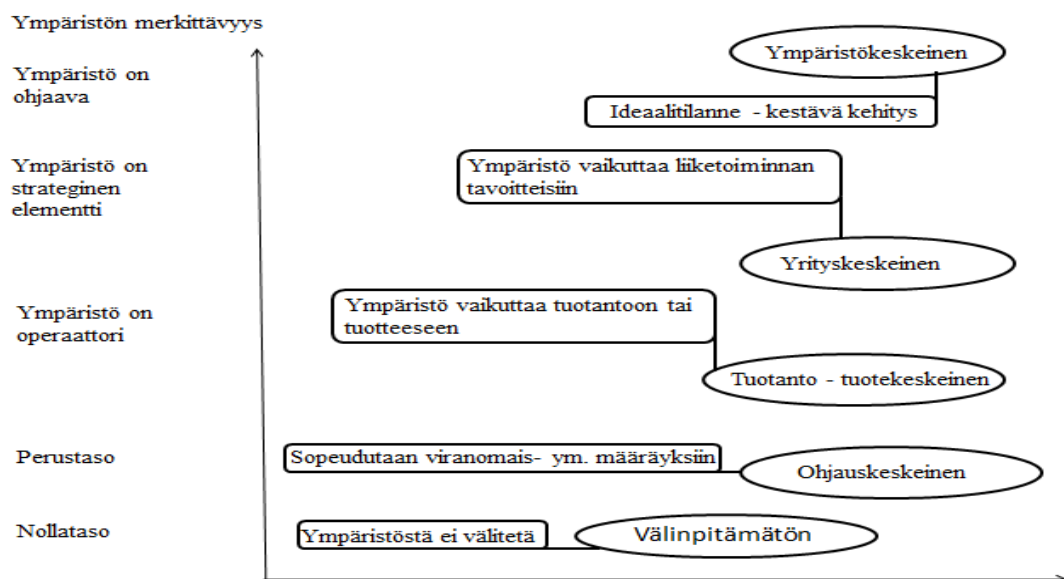 Ympäristön merkittävyys
Ympäristökeskeinen
Ympäristö on
ohjaava
Ideaalitilanne - kestävä kehitys
Ympäristö on
strateginen
elementti
Ympäristö vaikuttaa liiketoiminnan
tavoitteisiin
Yrityskeskeinen
Ympäristö on
operaattori
Ympäristö vaikuttaa tuotantoon tai
tuotteeseen
Tuotanto - tuotekeskeinen
Perustaso
Sopeudutaan viranomais- ym. määräyksiin
Ohjauskeskeinen
Nollataso
Ympäristöstä ei välitetä
Välinpitämätön